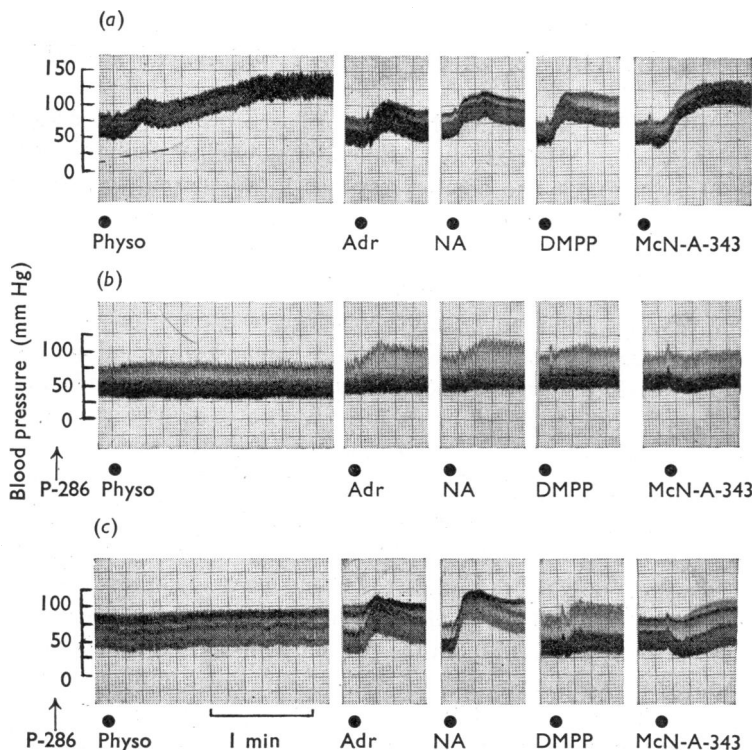 (a)
150
100
50
0
Physo Adr NA DMPP McN-A-343
(b)
100
50
0
P-286 Physo Adr NA DMPP McN-A-343
(c)
100
50
0
P-286 Physo 1 min Adr NA DMPP McN-A-343
Blood pressure (mm Hg)